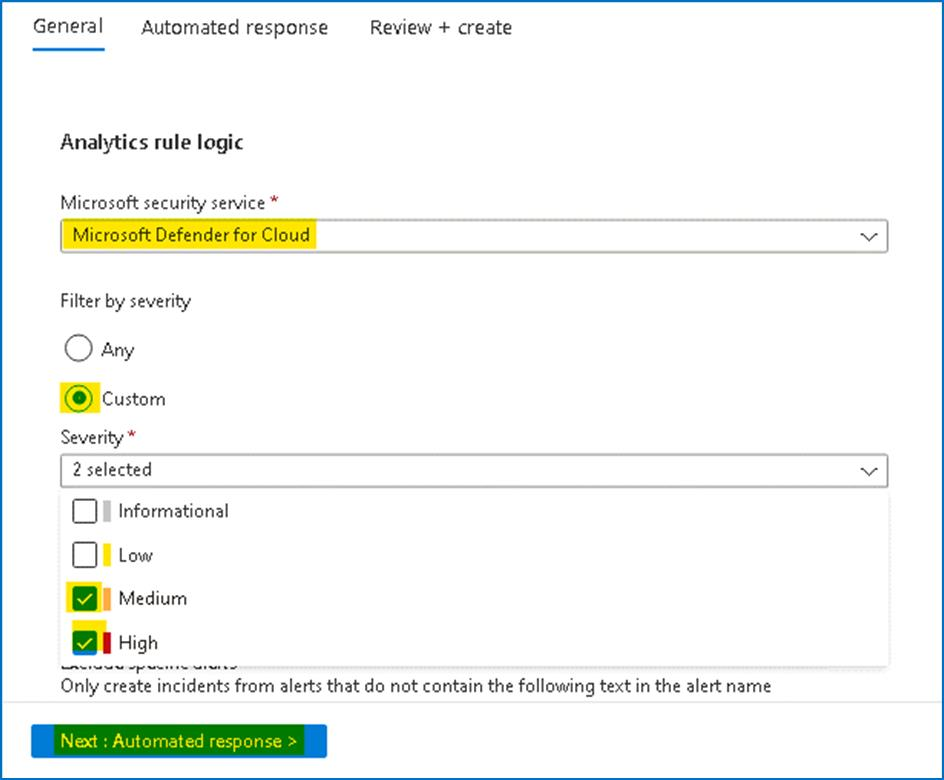 General Automated response Review + create
Analytics rule logic
Microsoft security service *
Microsoft Defender for Cloud
Filter by severity
Any
Custom
Severity *
2 selected
Informational
Low
Medium
High
Only create incidents from alerts that do not contain the following text in the alert name
Next : Automated response >